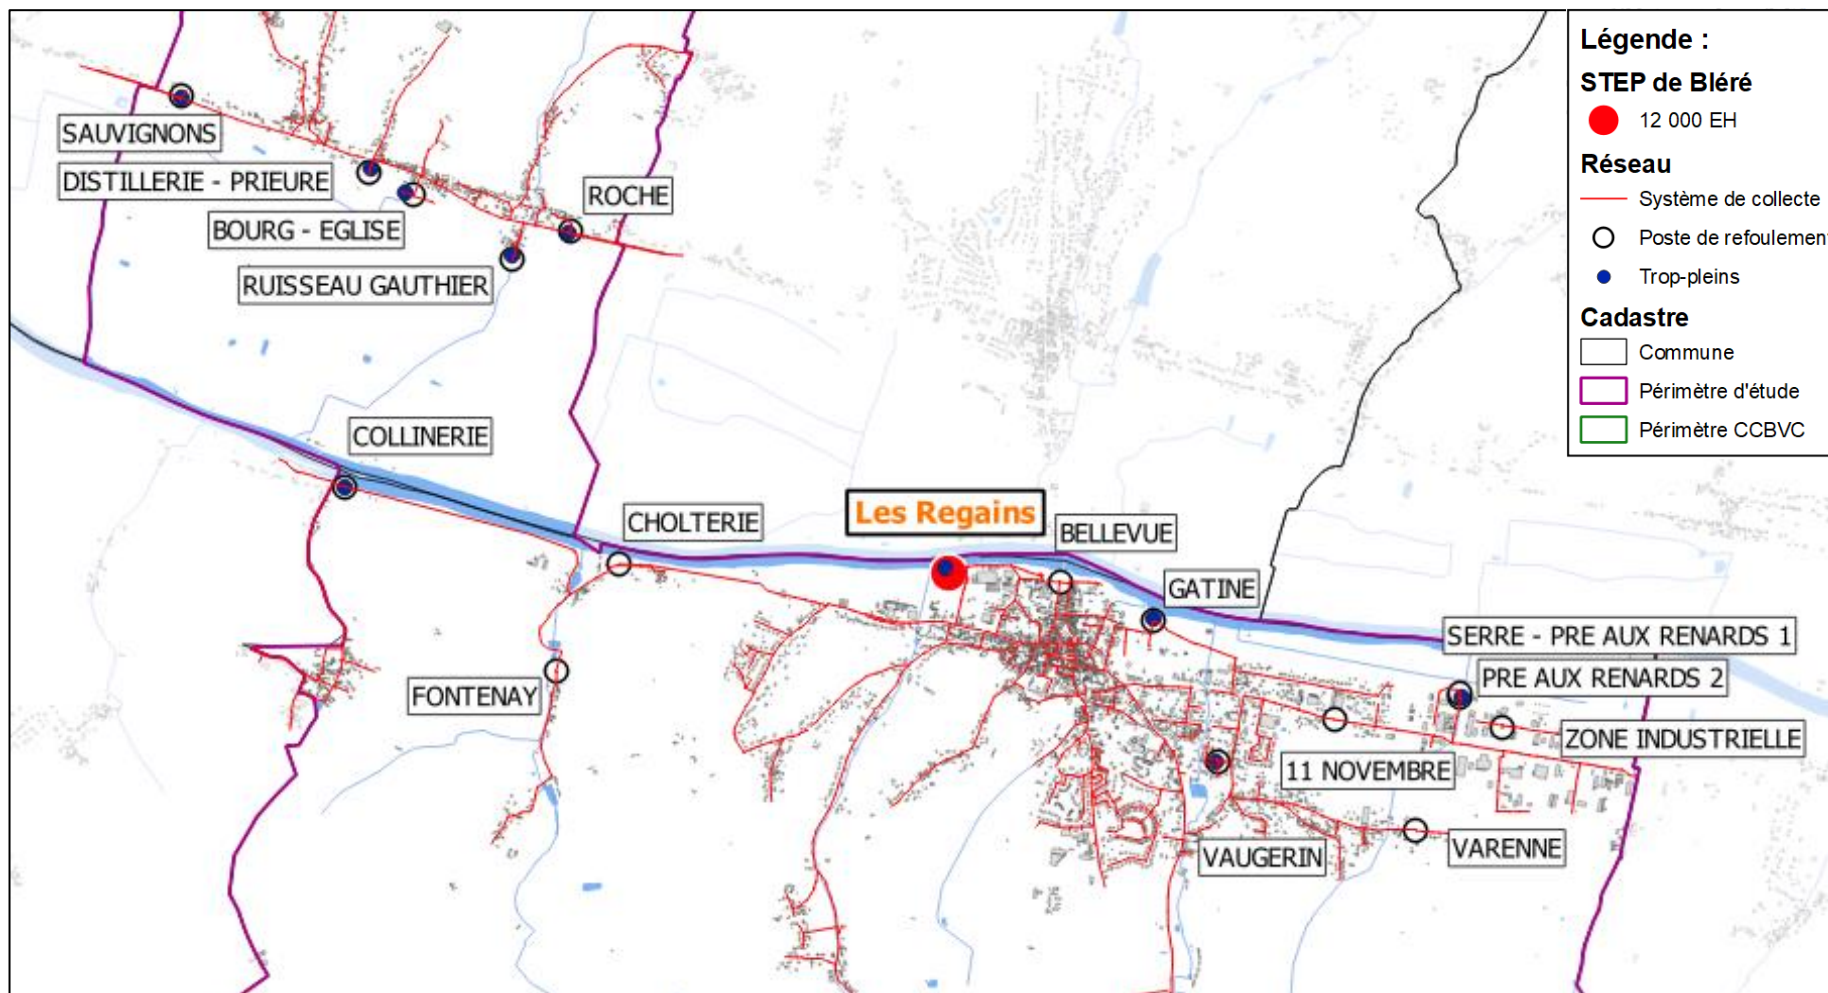 Légende :
STEP de Bléré
12 000 EH
Réseau
Système de collecte
Poste de refoulement
Trop-pleins
Cadastre
Commune
Périmètre d'étude
Périmètre CCBVC
SAUVIGNONS
DISTILLERIE - PRIEURE
BOURG - EGLISE
ROCHE
RUISSEAU GAUTHIER
COLLINERIE
CHOLTERIE
Les Regains
BELLEVUE
GATINE
SERRE - PRE AUX RENARDS 1
PRE AUX RENARDS 2
FONTENAY
ZONE INDUSTRIELLE
11 NOVEMBRE
VAUGERIN
VARENNE